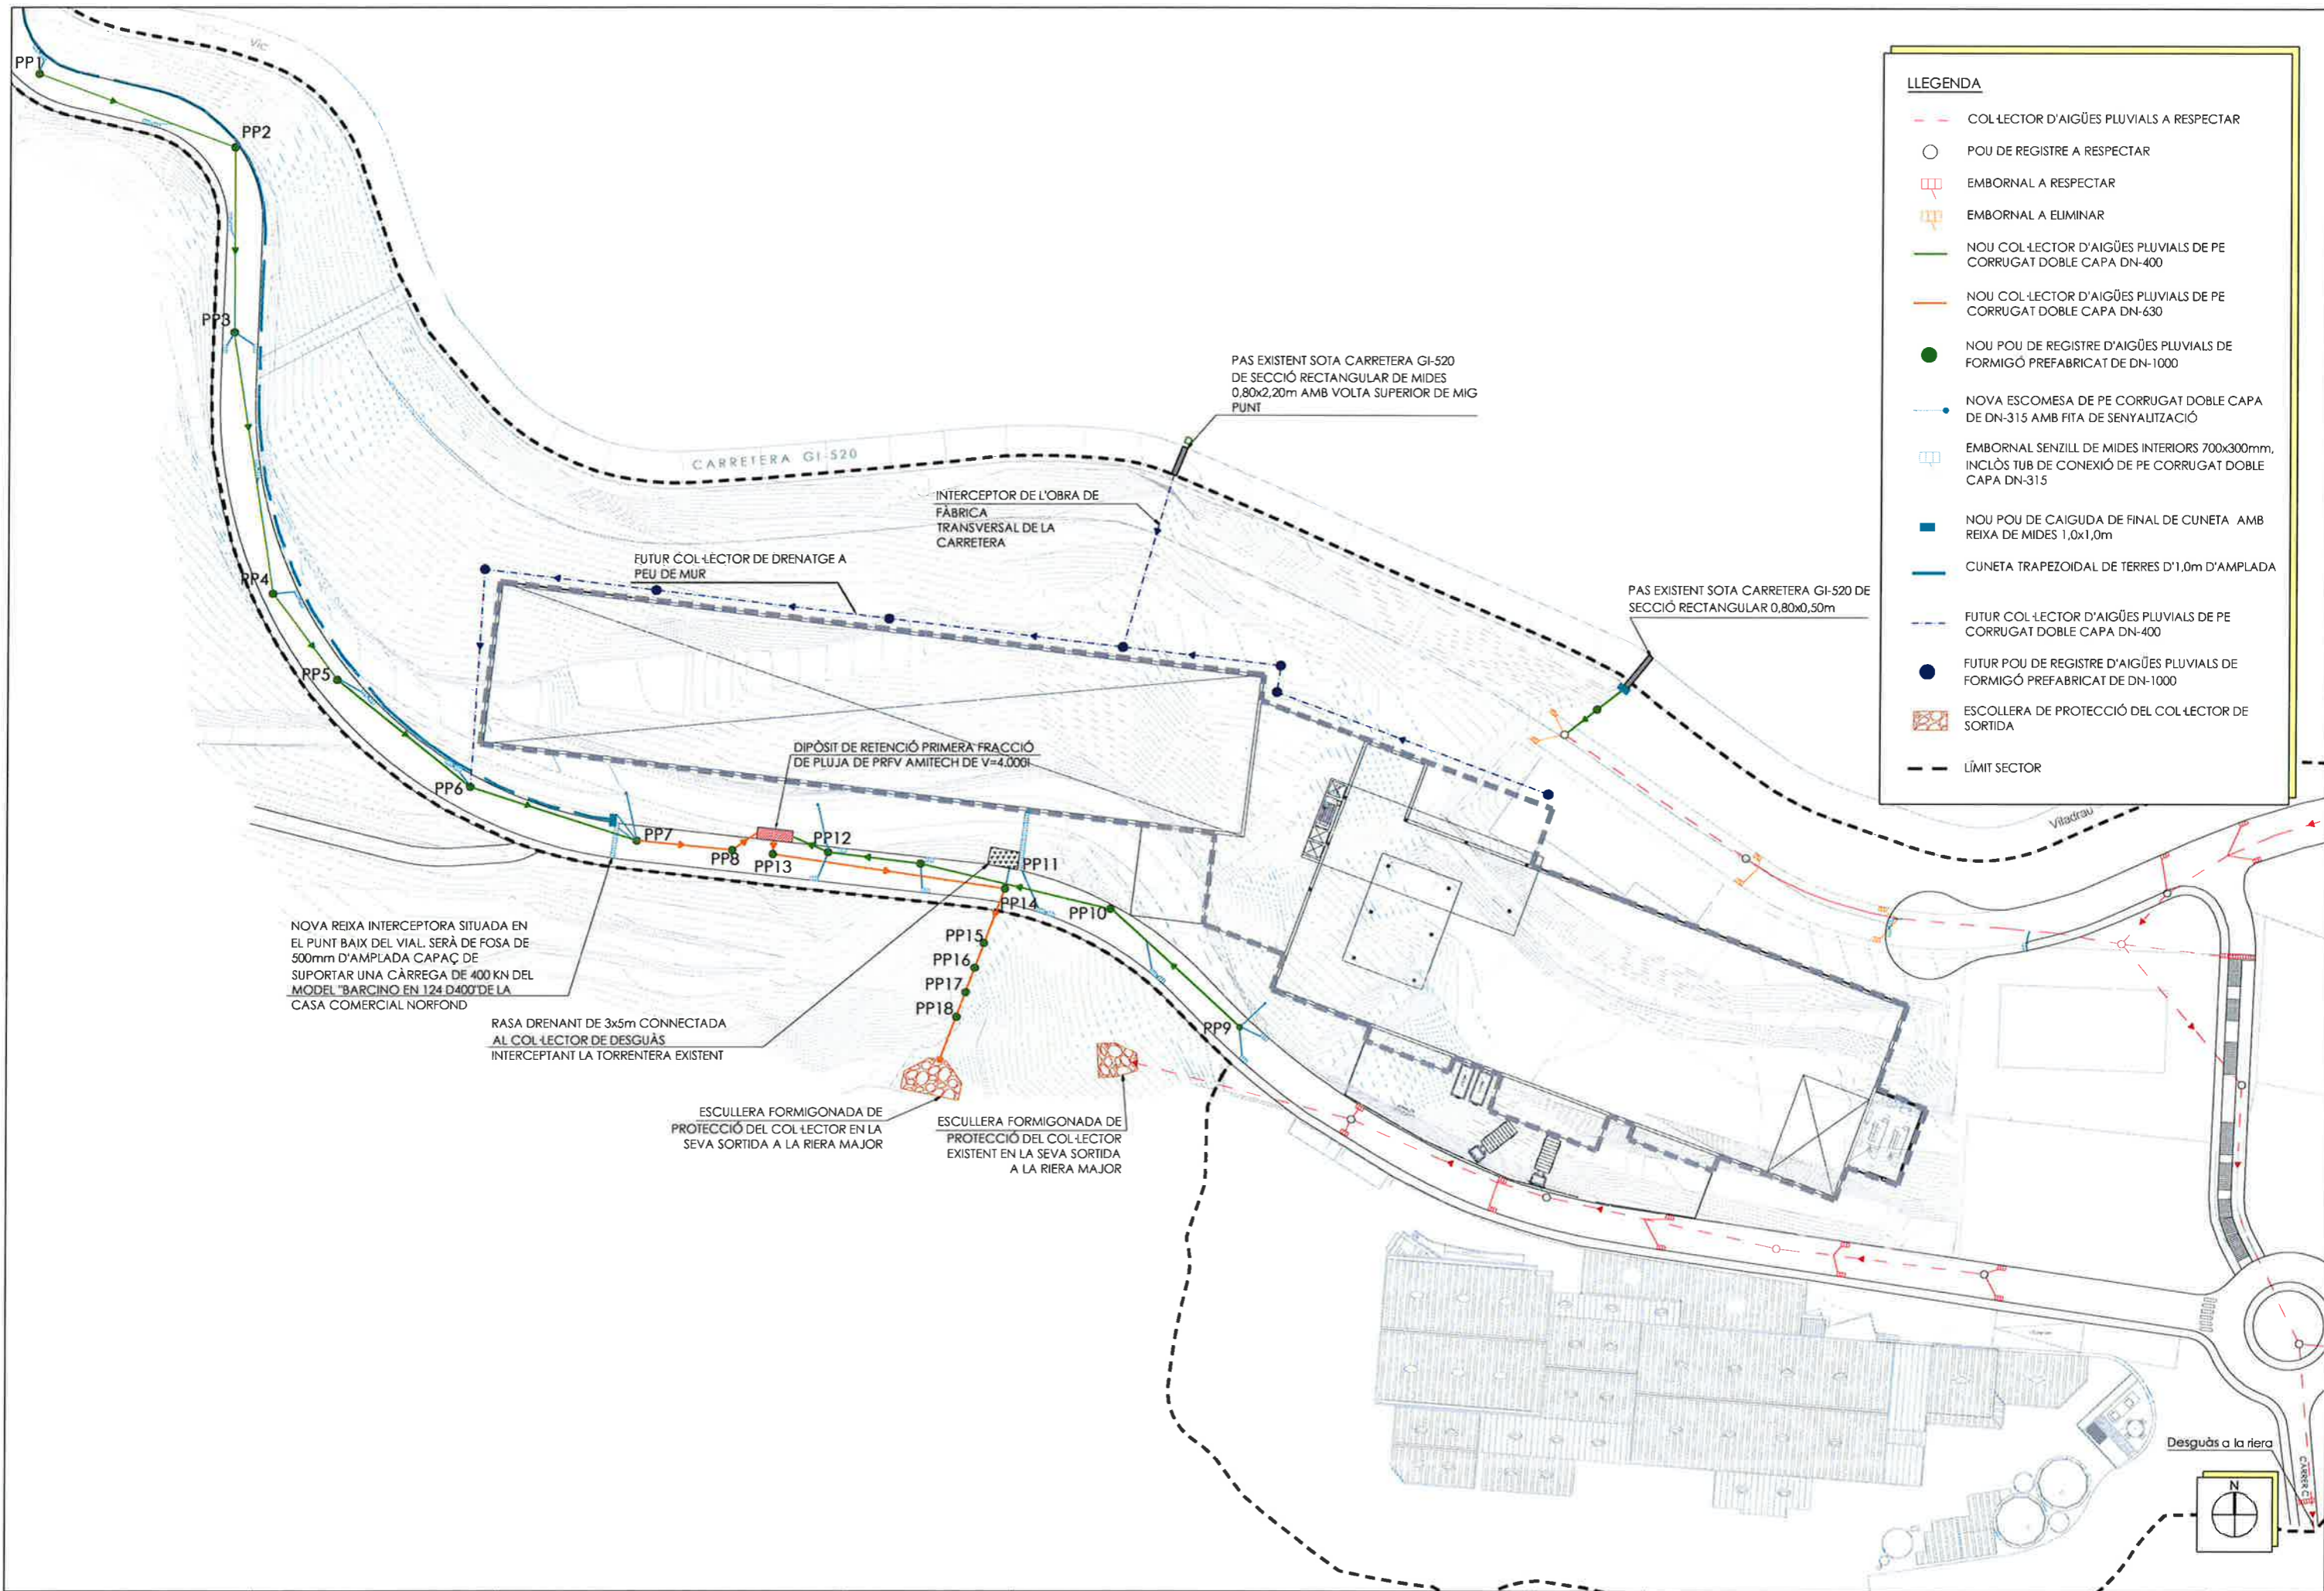 Vic
PP1
PP2
PP3
PP4
PP5
PP6
PP7
PP8
PP13
PP12
PP11
PP14
PP10
PP15
PP16
PP17
PP18
PP9
CARRETERA GI-520
PAS EXISTENT SOTA CARRETERA GI-520
DE SECCIÓ RECTANGULAR DE MIDES
0,80x2,20m AMB VOLTA SUPERIOR DE MIG
PUNT
INTERCEPTOR DE L'OBRA DE
FÀBRICA
TRANSVERSAL DE LA
CARRETERA
FUTUR COL·LECTOR DE DRENATGE A
PEU DE MUR
PAS EXISTENT SOTA CARRETERA GI-520 DE
SECCIÓ RECTANGULAR 0,80x0,50m
DIPÒSIT DE RETENCIÓ PRIMERA FRACCIÓ
DE PLUJA DE PRFV AMITECH DE V=4.000l
NOVA REIXA INTERCEPTORA SITUADA EN
EL PUNT BAIX DEL VIAL. SERÀ DE FOSA DE
500mm D'AMPLADA CAPAÇ DE
SUPORTAR UNA CÀRREGA DE 400 KN DEL
MODEL "BARCINO EN 124 D400"DE LA
CASA COMERCIAL NORFOND
RASA DRENANT DE 3x5m CONNECTADA
AL COL·LECTOR DE DESGUÀS
INTERCEPTANT LA TORRENTERA EXISTENT
ESCULLERA FORMIGONADA DE
PROTECCIÓ DEL COL·LECTOR EN LA
SEVA SORTIDA A LA RIERA MAJOR
ESCULLERA FORMIGONADA DE
PROTECCIÓ DEL COL·LECTOR
EXISTENT EN LA SEVA SORTIDA
A LA RIERA MAJOR
LLEGENDA
COL·LECTOR D'AIGÜES PLUVIALS A RESPECTAR
POU DE REGISTRE A RESPECTAR
EMBORNAL A RESPECTAR
EMBORNAL A ELIMINAR
NOU COL·LECTOR D'AIGÜES PLUVIALS DE PE
CORRUGAT DOBLE CAPA DN-400
NOU COL·LECTOR D'AIGÜES PLUVIALS DE PE
CORRUGAT DOBLE CAPA DN-630
NOU POU DE REGISTRE D'AIGÜES PLUVIALS DE
FORMIGÓ PREFABRICAT DE DN-1000
NOVA ESCOMESA DE PE CORRUGAT DOBLE CAPA
DE DN-315 AMB FITA DE SENYALITZACIÓ
EMBORNAL SENZILL DE MIDES INTERIORS 700x300mm,
INCLÒS TUB DE CONEXIÓ DE PE CORRUGAT DOBLE
CAPA DN-315
NOU POU DE CAIGUDA DE FINAL DE CUNETA AMB
REIXA DE MIDES 1,0x1,0m
CUNETA TRAPEZOIDAL DE TERRES D'1,0m D'AMPLADA
FUTUR COL·LECTOR D'AIGÜES PLUVIALS DE PE
CORRUGAT DOBLE CAPA DN-400
FUTUR POU DE REGISTRE D'AIGÜES PLUVIALS DE
FORMIGÓ PREFABRICAT DE DN-1000
ESCOLLERA DE PROTECCIÓ DEL COL·LECTOR DE
SORTIDA
LÍMIT SECTOR
Viladrau
Desguàs a la riera
CARRER C
N